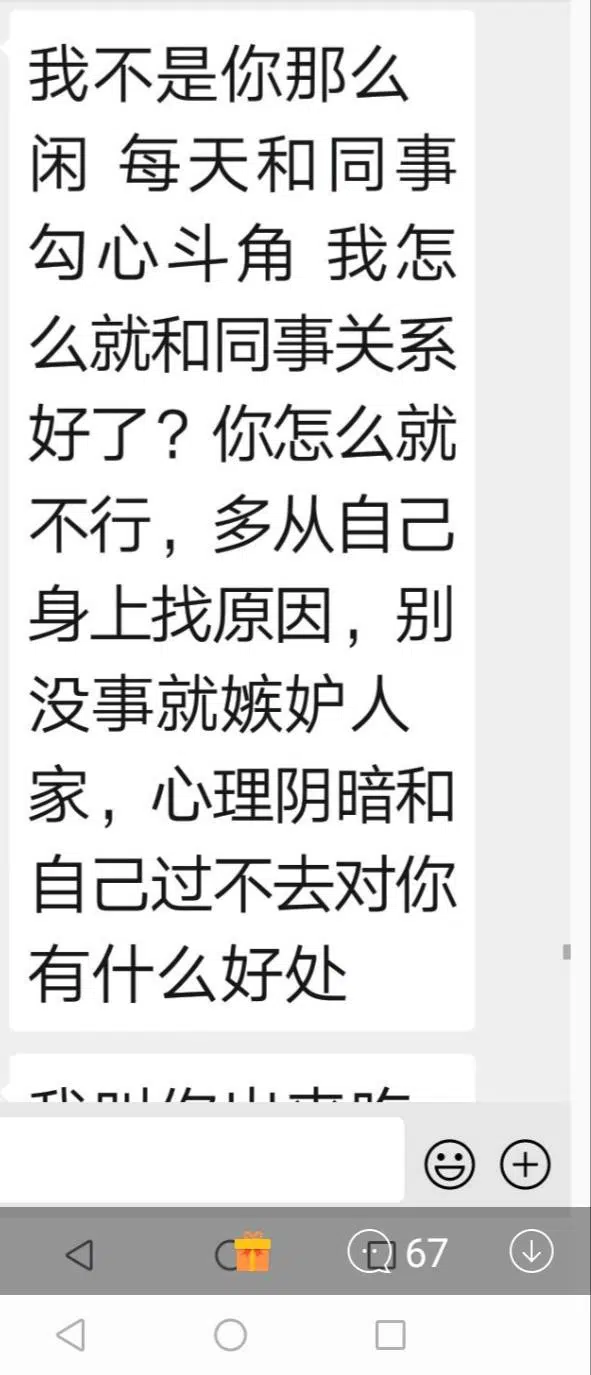 我不是你那么
闲 每天和同事
勾心斗角 我怎
么就和同事关系
好了？你怎么就
不行，多从自己
身上找原因，别
没事就嫉妒人
家，心理阴暗和
自己过不去对你
有什么好处
67